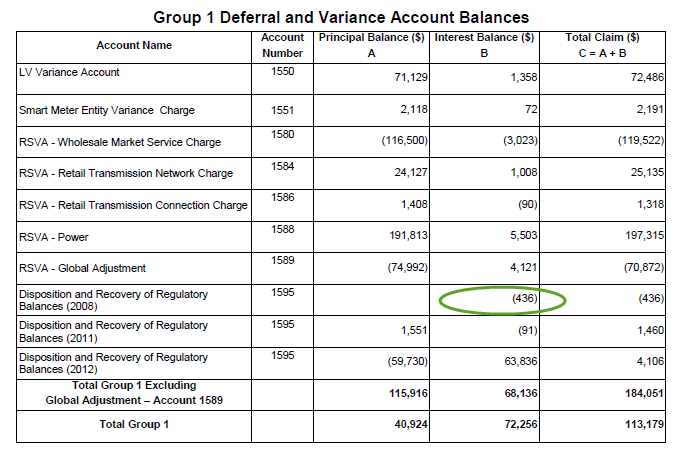 Group 1 Deferral and Variance Account Balances
Account Name Account Number Principal Balance ($) A Interest Balance ($) B Total Claim ($) C = A + B
LV Variance Account 1550 71,129 1,358 72,486
Smart Meter Entity Variance Charge 1551 2,118 72 2,191
RSVA - Wholesale Market Service Charge 1580 (116,500) (3,023) (119,522)
RSVA - Retail Transmission Network Charge 1584 24,127 1,008 25,135
RSVA - Retail Transmission Connection Charge 1586 1,408 (90) 1,318
RSVA - Power 1588 191,813 5,503 197,315
RSVA - Global Adjustment 1589 (74,992) 4,121 (70,872)
Disposition and Recovery of Regulatory
Balances (2008) 1595 (436) (436)
Disposition and Recovery of Regulatory
Balances (2011) 1595 1,551 (91) 1,460
Disposition and Recovery of Regulatory
Balances (2012) 1595 (59,730) 63,836 4,106
Total Group 1 Excluding
Global Adjustment – Account 1589 115,916 68,136 184,051
Total Group 1 40,924 72,256 113,179